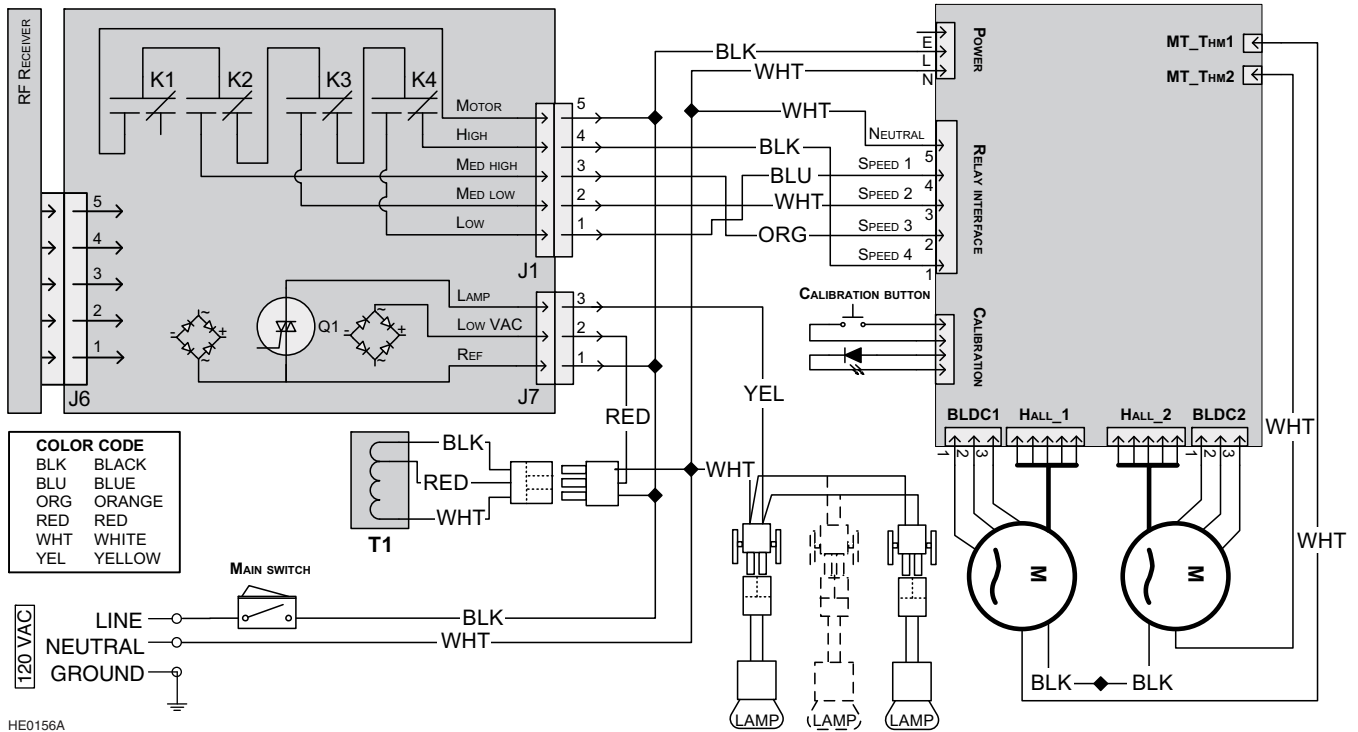 RF RECEIVER
K1 K2 K3 K4
MOTOR 5
HIGH 4
MED HIGH 3
MED LOW 2
LOW 1
J1
5
4
3
2
1
J6
LAMP 3
Q1 LOW VAC 2
REF 1
J7
- ~ + ~
- ~ + ~
BLK
WHT
WHT
BLK
BLU
WHT
ORG
E
L
N
POWER
NEUTRAL 5
SPEED 1 4
SPEED 2 3
SPEED 3 2
SPEED 4 1
RELAY INTERFACE
CALIBRATION BUTTON
CALIBRATION
MT_THM1
MT_THM2
BLDC1 HALL_1 HALL_2 BLDC2
1 2 3
1 2 3
WHT
WHT
M
M
BLK BLK
YEL
RED
WHT
COLOR CODE
BLK BLACK
BLU BLUE
ORG ORANGE
RED RED
WHT WHITE
YEL YELLOW
BLK
RED
WHT
T1
MAIN SWITCH
120 VAC
LINE BLK
NEUTRAL WHT
GROUND
LAMP (LAMP) LAMP
HE0156A